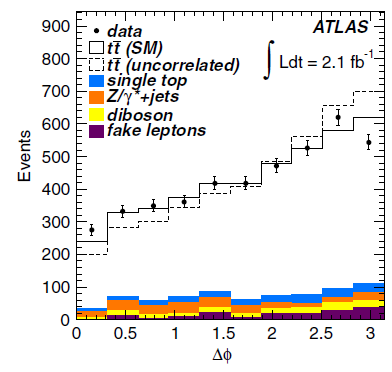 900
800
700
600
500
400
300
200
100
0
Events
ATLAS
data
tt̄ (SM)
tt̄ (uncorrelated)
single top
Z/γ*+jets
diboson
fake leptons
∫ Ldt = 2.1 fb⁻¹
0 0.5 1 1.5 2 2.5 3
Δϕ